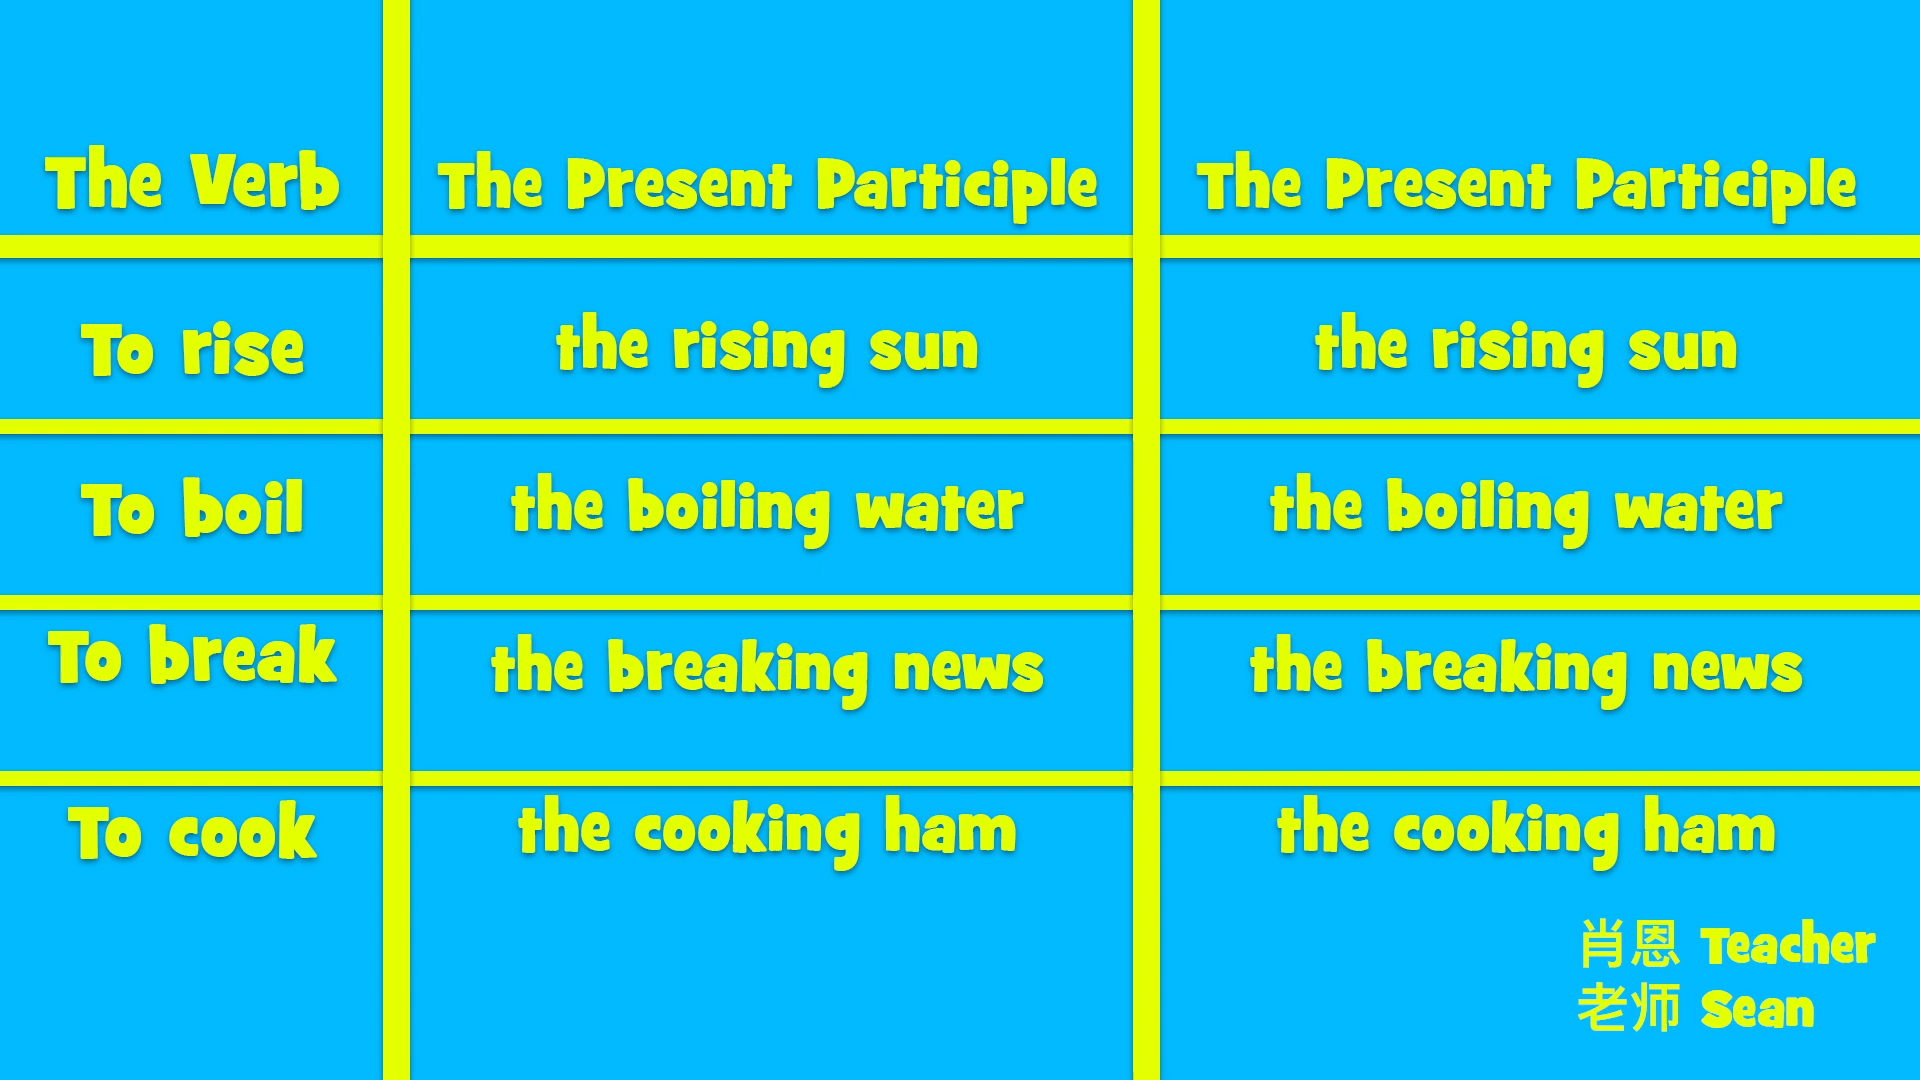 The Verb The Present Participle The Present Participle
To rise the rising sun the rising sun
To boil the boiling water the boiling water
To break the breaking news the breaking news
To cook the cooking ham the cooking ham
肖恩 Teacher
老师 Sean